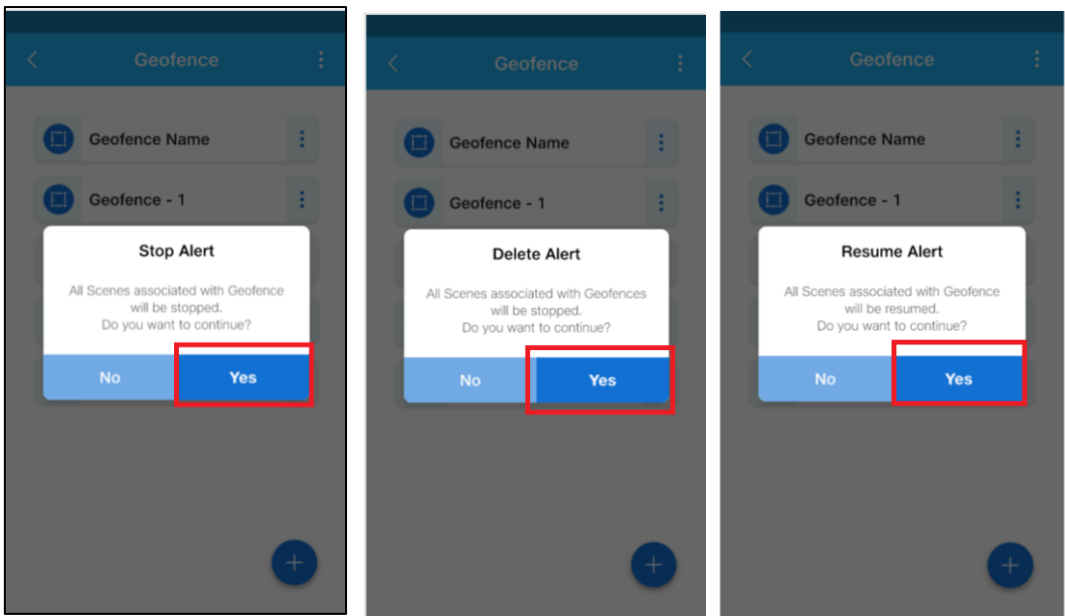 Geofence
Geofence Name
Geofence - 1
Stop Alert
All Scenes associated with Geofence
will be stopped.
Do you want to continue?
No
Yes
Geofence
Geofence Name
Geofence - 1
Delete Alert
All Scenes associated with Geofences
will be stopped.
Do you want to continue?
No
Yes
Geofence
Geofence Name
Geofence - 1
Resume Alert
All Scenes associated with Geofence
will be resumed.
Do you want to continue?
No
Yes